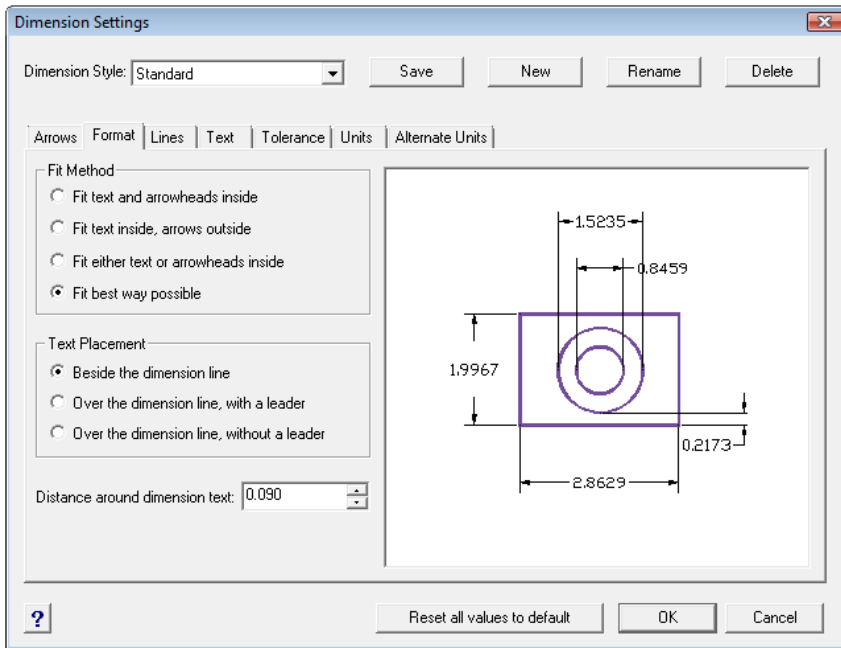 Dimension Settings
Dimension Style: Standard Save New Rename Delete
Arrows Format Lines Text Tolerance Units Alternate Units
Fit Method
Fit text and arrowheads inside
Fit text inside, arrows outside
Fit either text or arrowheads inside
Fit best way possible
Text Placement
Beside the dimension line
Over the dimension line, with a leader
Over the dimension line, without a leader
Distance around dimension text: 0.090
1.5235
0.8459
1.9967
0.2173
2.8629
? Reset all values to default OK Cancel